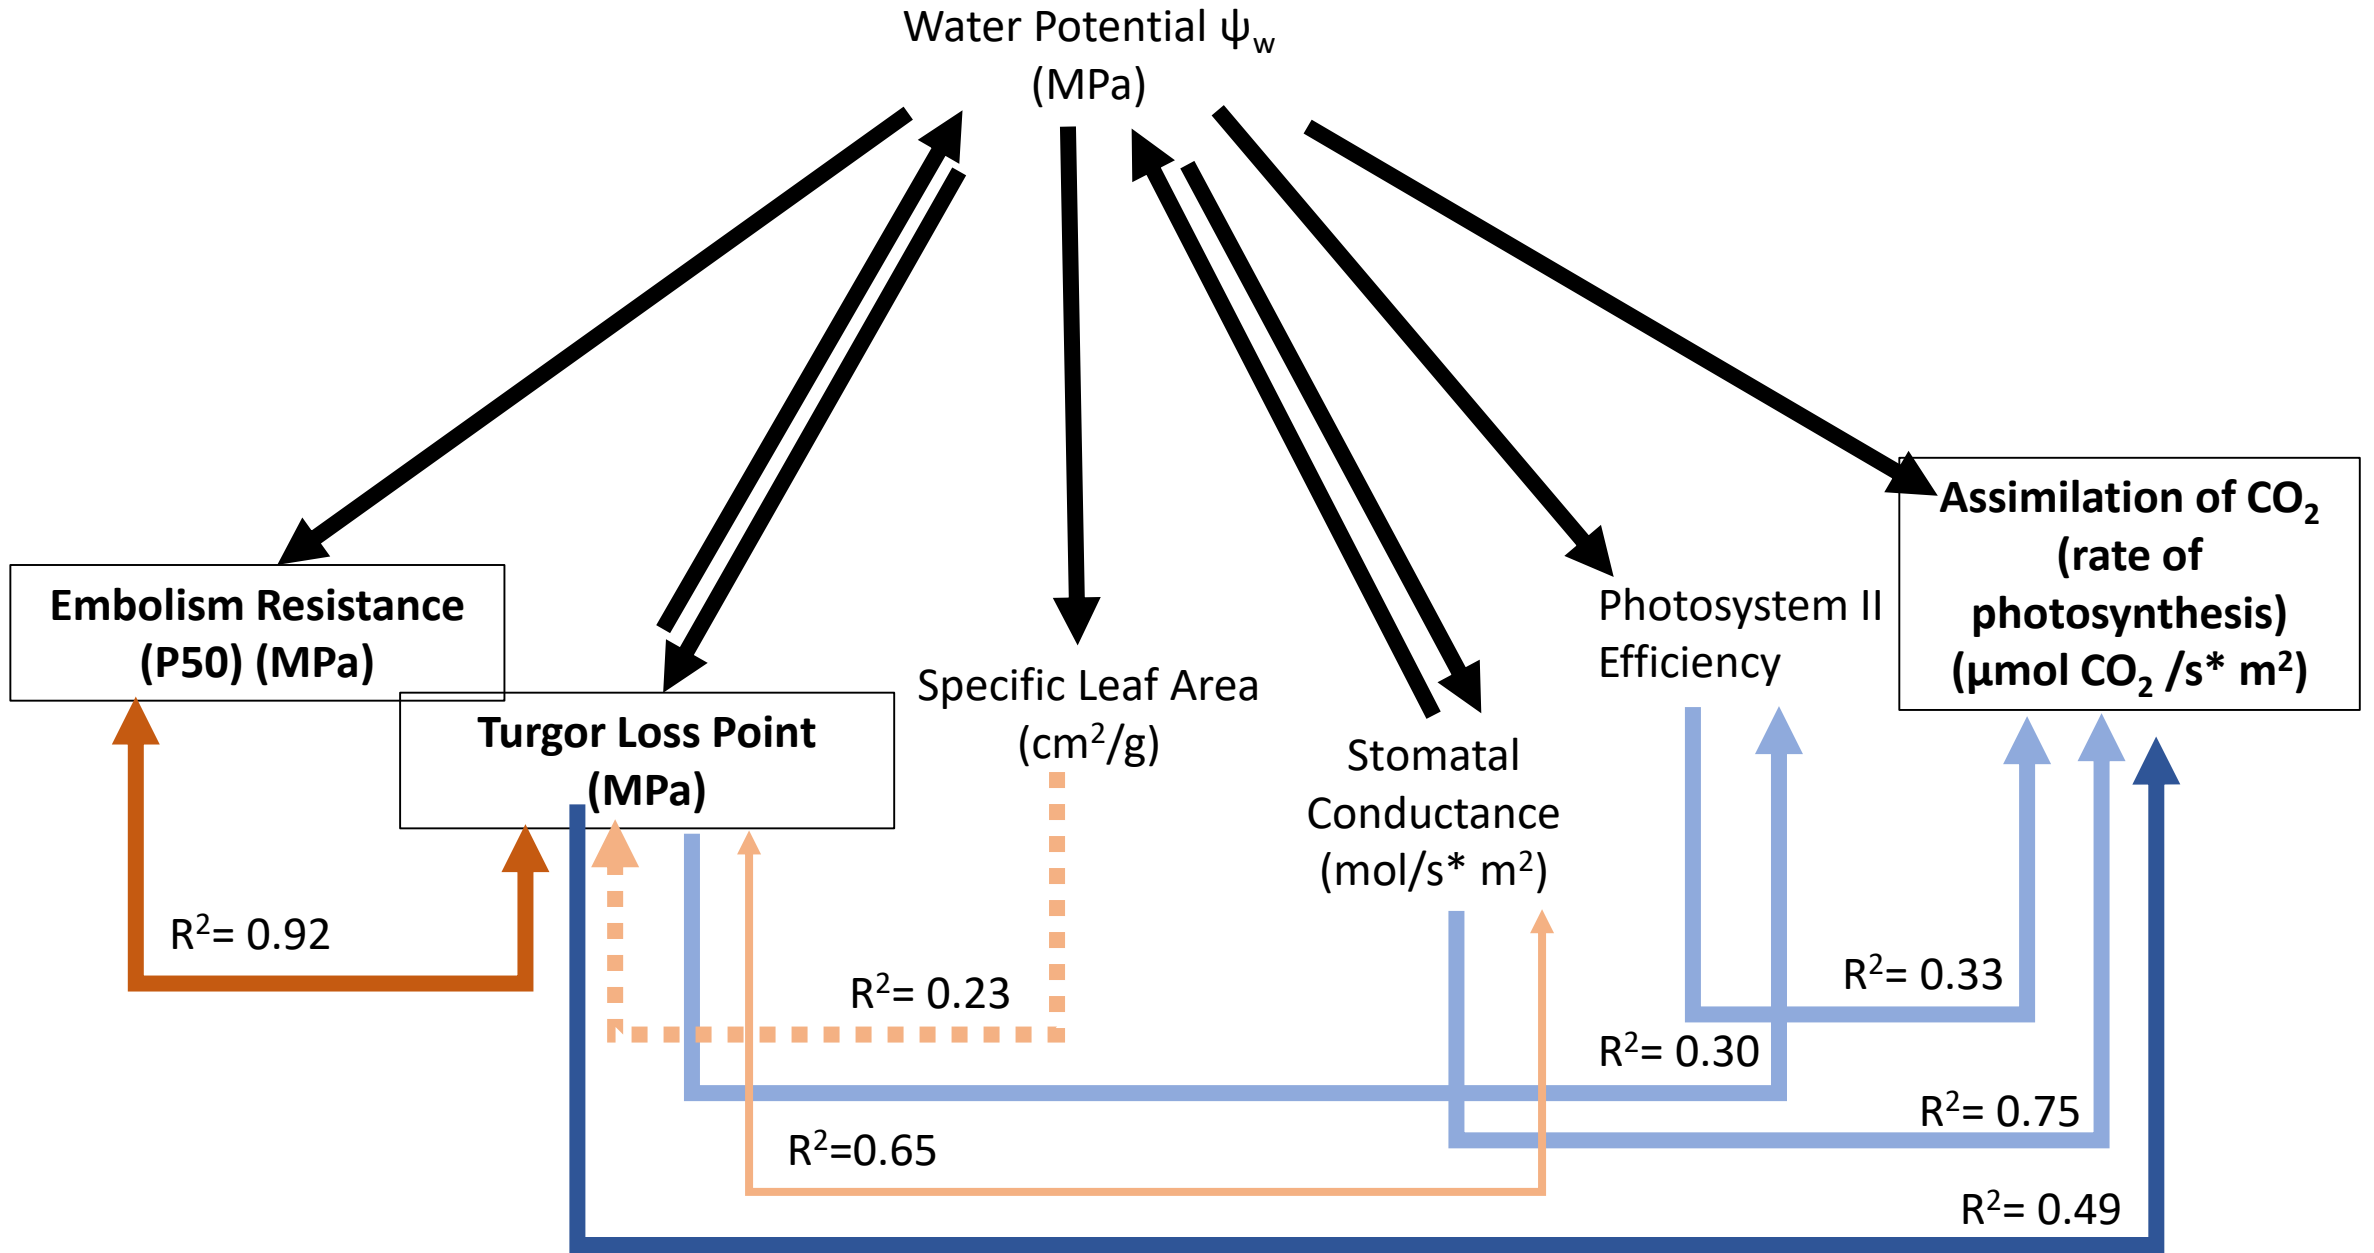 Water Potential ψw
(MPa)
Embolism Resistance
(P50) (MPa)
Turgor Loss Point
(MPa)
Specific Leaf Area
(cm²/g)
Stomatal
Conductance
(mol/s* m²)
Photosystem II
Efficiency
Assimilation of CO₂
(rate of
photosynthesis)
(µmol CO₂ /s* m²)
R²= 0.92
R²= 0.23
R²= 0.33
R²= 0.30
R²= 0.75
R²=0.65
R²= 0.49